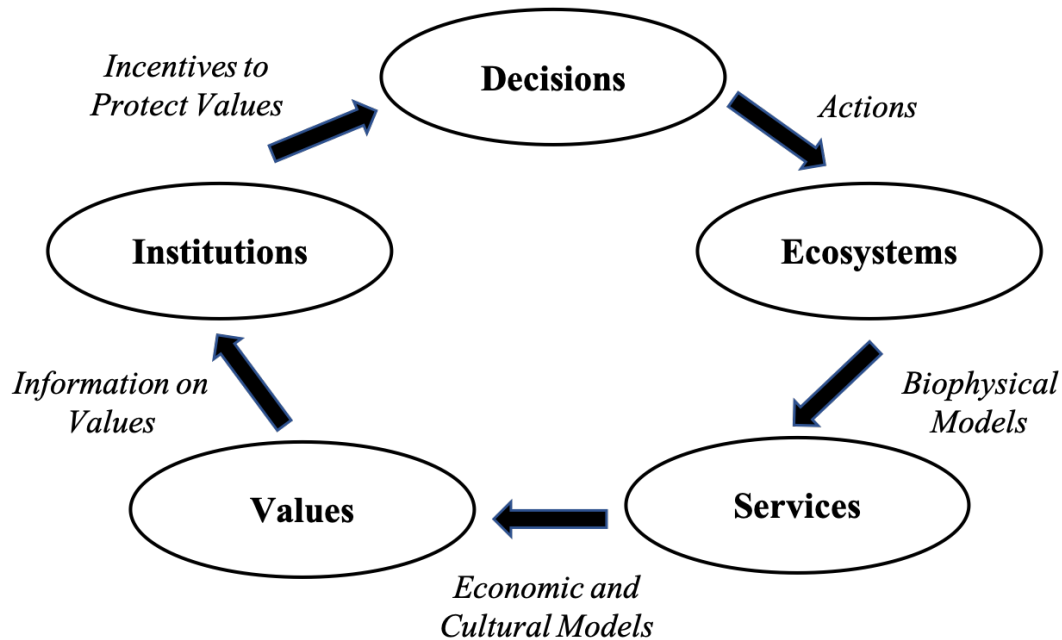 Incentives to
Protect Values
Decisions
Actions
Institutions
Ecosystems
Information on
Values
Biophysical
Models
Values
Services
Economic and
Cultural Models